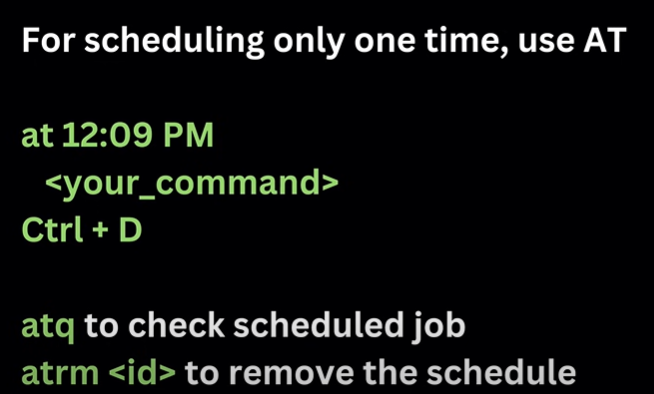 For scheduling only one time, use AT
at 12:09 PM
<your_command>
Ctrl + D
atq to check scheduled job
atrm <id> to remove the schedule